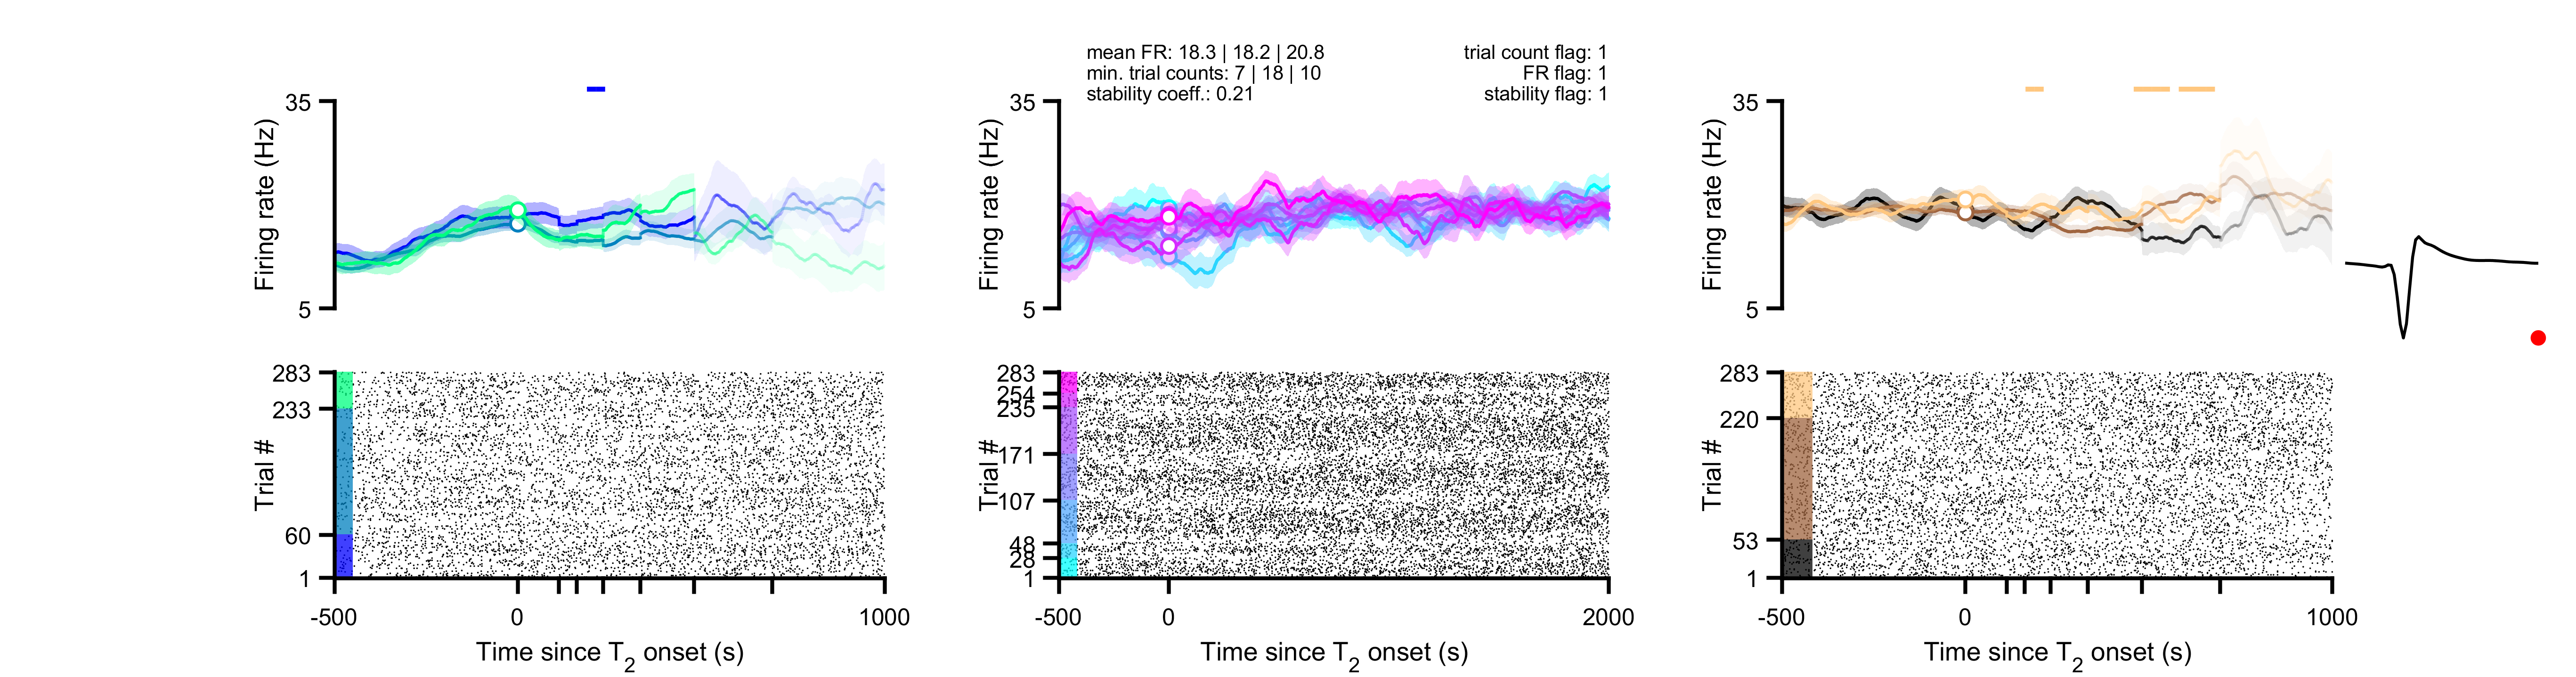 mean FR: 18.3 | 18.2 | 20.8
min. trial counts: 7 | 18 | 10
stability coeff.: 0.21
trial count flag: 1
FR flag: 1
stability flag: 1
35
Firing rate (Hz)
5
35
Firing rate (Hz)
5
35
Firing rate (Hz)
5
283
233
Trial #
60
1
-500
0
1000
Time since T2 onset (s)
283
254
235
171
Trial #
107
48
28
1
-500
0
2000
Time since T2 onset (s)
283
220
Trial #
53
1
-500
0
1000
Time since T2 onset (s)